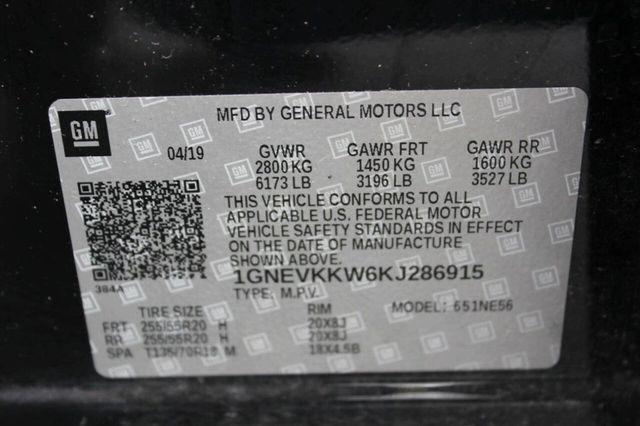 GM
MFD BY GENERAL MOTORS LLC
04/19 GVWR GAWR FRT GAWR RR
2800 KG 1450 KG 1600 KG
6173 LB 3196 LB 3527 LB
THIS VEHICLE CONFORMS TO ALL
APPLICABLE U.S. FEDERAL MOTOR
VEHICLE SAFETY STANDARDS IN EFFECT
ON THE DATE OF MANUFACTURE
SHOWN ABOVE.
384A 1GNEVKKW6KJ286915
TYPE: M.P.V. MODEL: 651NE56
TIRE SIZE RIM
FRT 255/55R20 H 20X8J
RR 255/55R20 H 20X8J
SPA T135/70R18 M 18X4.5B